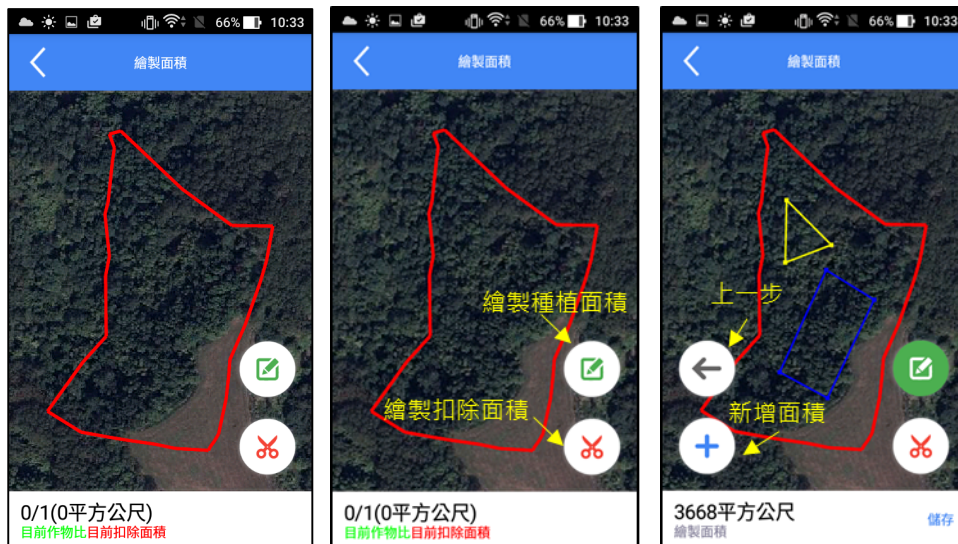 66% 10:33
繪製面積
0/1(0平方公尺)
目前作物比目前扣除面積
66% 10:33
繪製面積
繪製種植面積
繪製扣除面積
0/1(0平方公尺)
目前作物比目前扣除面積
66% 10:33
繪製面積
上一步
新增面積
3668平方公尺
儲存
繪製面積